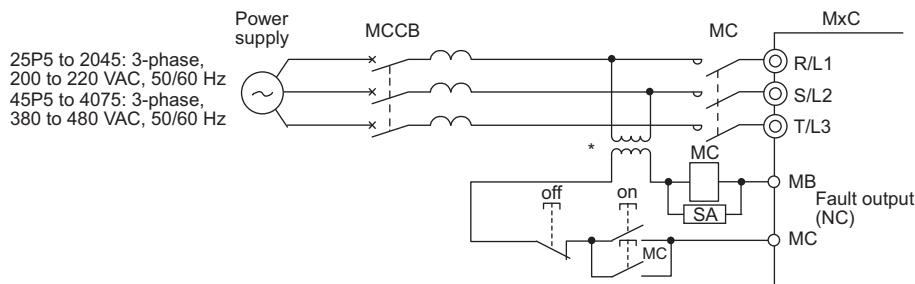 Power
supply
MCCB
MC
MxC
25P5 to 2045: 3-phase,
200 to 220 VAC, 50/60 Hz
45P5 to 4075: 3-phase,
380 to 480 VAC, 50/60 Hz
R/L1
S/L2
T/L3
*
MC
MB
off
on
SA
Fault output
(NC)
MC
MC